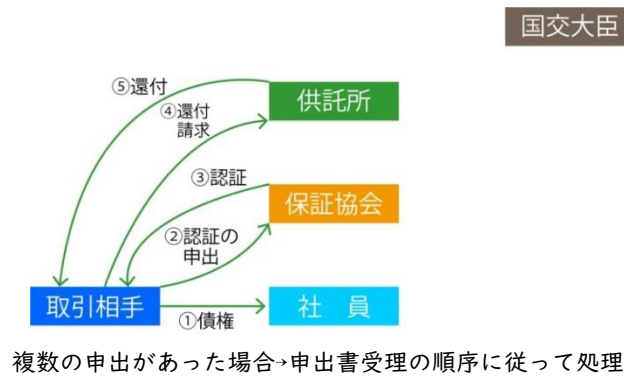 国交大臣
⑤還付
供託所
④還付
請求
③認証
保証協会
②認証の
申出
取引相手
社 員
①債権
複数の申出があった場合→申出書受理の順序に従って処理